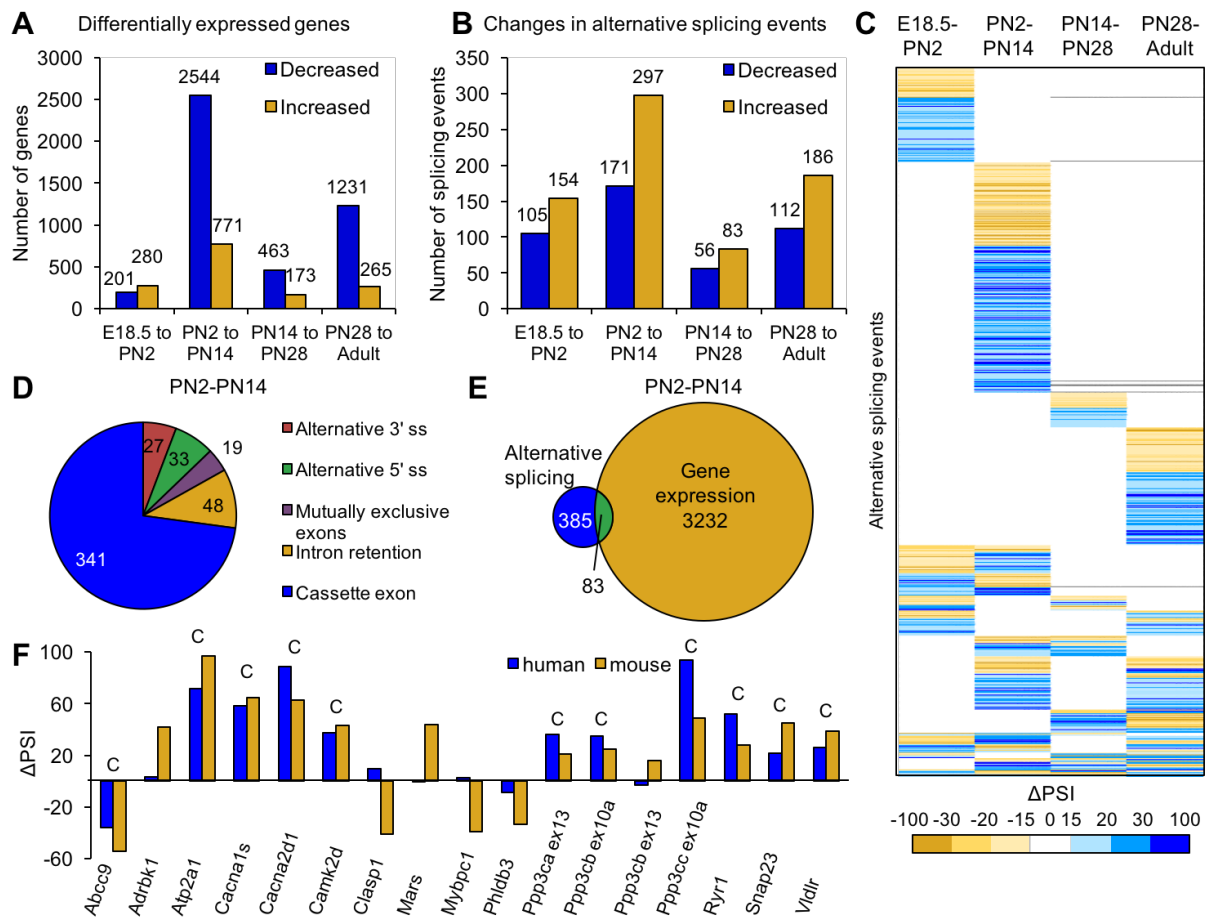 A Differentially expressed genes
Number of genes
3000
2500
2000
1500
1000
500
0
Decreased
Increased
201
280
2544
771
463
173
1231
265
E18.5 to
PN2
PN2 to
PN14
PN14 to
PN28
PN28 to
Adult
B Changes in alternative splicing events
Number of splicing events
350
300
250
200
150
100
50
0
Decreased
Increased
105
154
171
297
56
83
112
186
E18.5 to
PN2
PN2 to
PN14
PN14 to
PN28
PN28 to
Adult
C
E18.5-
PN2
PN2-
PN14
PN14-
PN28
PN28-
Adult
Alternative splicing events
ΔPSI
-100 -30 -20 -15 0 15 20 30 100
D
PN2-PN14
27
33
19
48
341
Alternative 3' ss
Alternative 5' ss
Mutually exclusive
exons
Intron retention
Cassette exon
E
PN2-PN14
Alternative
splicing
385
83
Gene
expression
3232
F
ΔPSI
100
60
20
-20
-60
human
mouse
C
C
C
C
C
C
C
C
C
C
C
Abcc9
Adrbk1
Atp2a1
Cacna1s
Cacna2d1
Camk2d
Clasp1
Mars
Mybpc1
Phldb3
Ppp3ca ex13
Ppp3cb ex10a
Ppp3cb ex13
Ppp3cc ex10a
Ryr1
Snap23
Vldlr